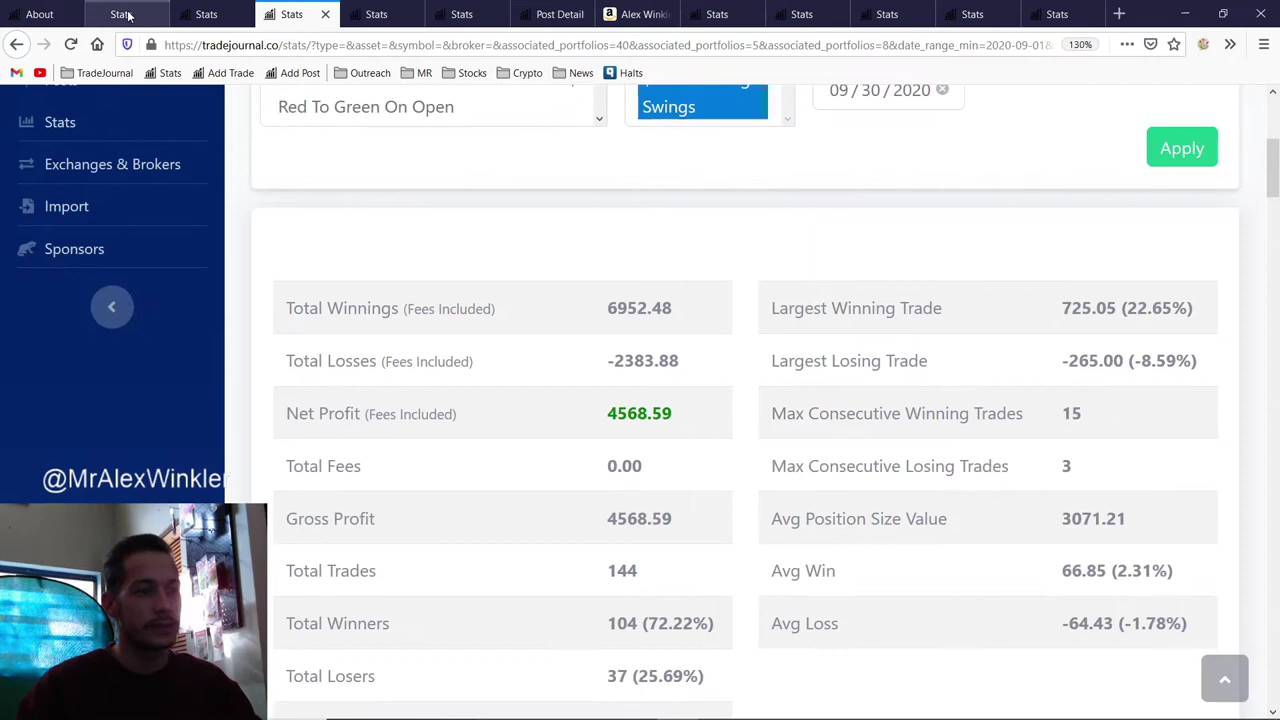 About
Stats
Stats
Stats
Stats
Stats
Post Detail
Alex Winkle
Stats
Stats
Stats
Stats
Stats
https://tradejournal.co/stats/?type=&asset=&symbol=&broker=&associated_portfolios=40&associated_portfolios=5&associated_portfolios=8&date_range_min=2020-09-01&
130%
TradeJournal
Stats
Add Trade
Add Post
Outreach
MR
Stocks
Crypto
News
Halts
Stats
Exchanges & Brokers
Import
Sponsors
Red To Green On Open
Swings
09 / 30 / 2020
Apply
Total Winnings (Fees Included) 6952.48
Total Losses (Fees Included) -2383.88
Net Profit (Fees Included) 4568.59
Total Fees 0.00
Gross Profit 4568.59
Total Trades 144
Total Winners 104 (72.22%)
Total Losers 37 (25.69%)
Largest Winning Trade 725.05 (22.65%)
Largest Losing Trade -265.00 (-8.59%)
Max Consecutive Winning Trades 15
Max Consecutive Losing Trades 3
Avg Position Size Value 3071.21
Avg Win 66.85 (2.31%)
Avg Loss -64.43 (-1.78%)
@MrAlexWinkler